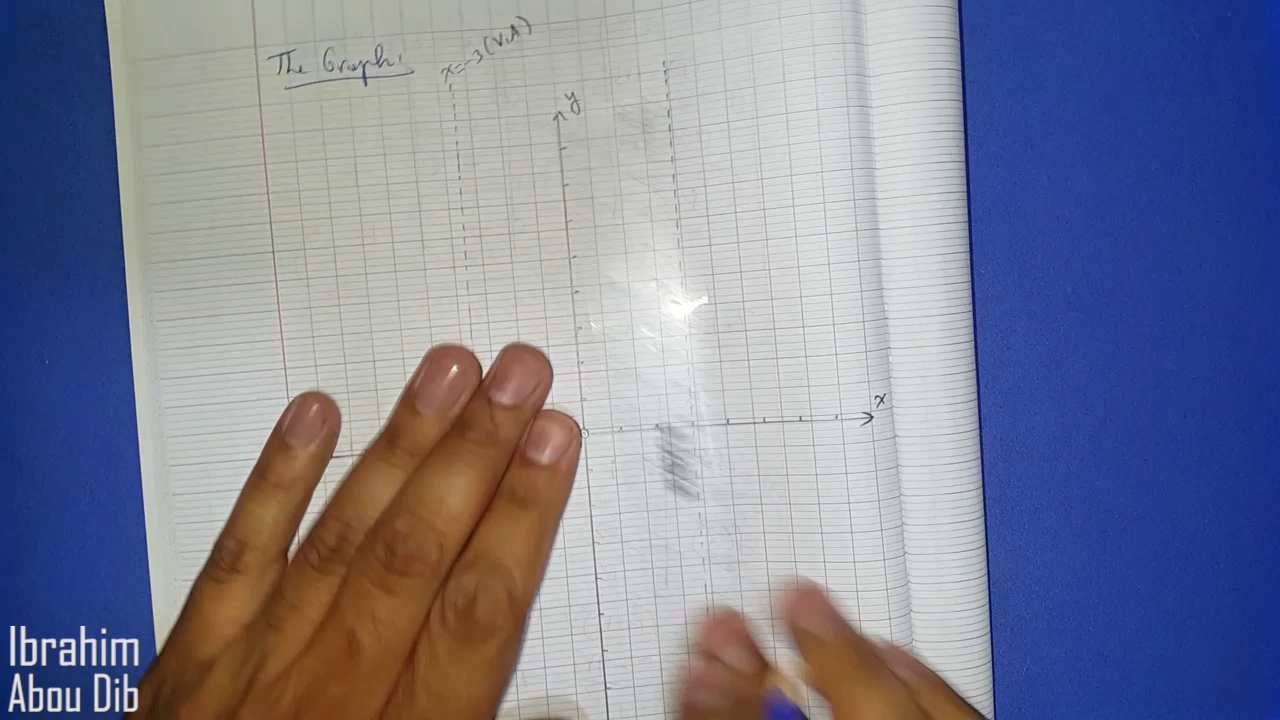 The Graph:
x=-3 (V.A)
y
x
Ibrahim
Abou Dib